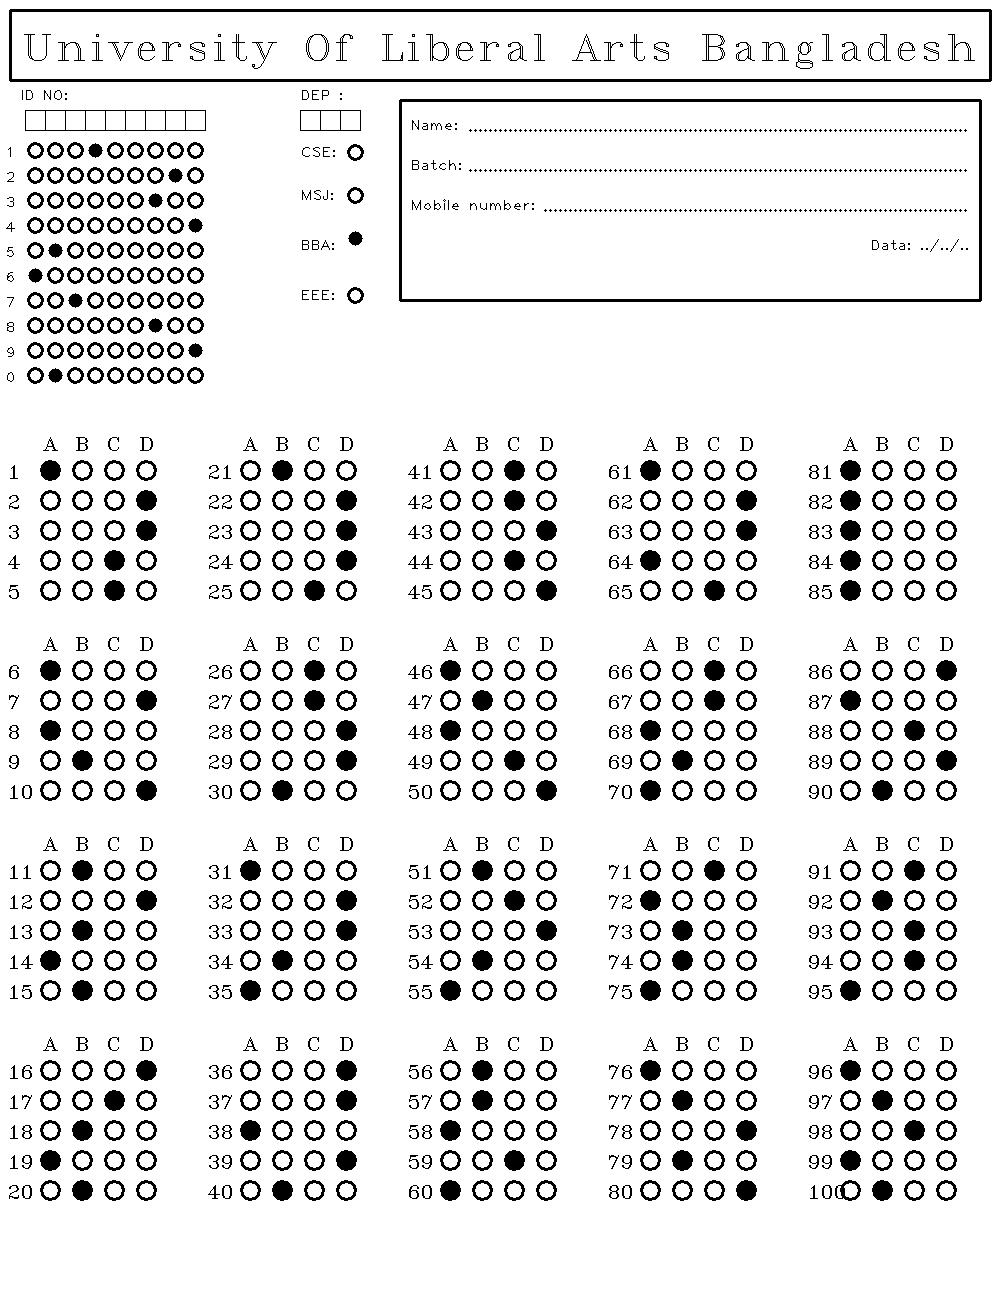 University Of Liberal Arts Bangladesh
ID NO:
DEP :
1
2
3
4
5
6
7
8
9
0
CSE:
MSJ:
BBA:
EEE:
Name: ........................................
Batch: ........................................
Mobile number: ........................................
Data: ../../..
A B C D A B C D A B C D A B C D A B C D
1 21 41 61 81
2 22 42 62 82
3 23 43 63 83
4 24 44 64 84
5 25 45 65 85
A B C D A B C D A B C D A B C D A B C D
6 26 46 66 86
7 27 47 67 87
8 28 48 68 88
9 29 49 69 89
10 30 50 70 90
A B C D A B C D A B C D A B C D A B C D
11 31 51 71 91
12 32 52 72 92
13 33 53 73 93
14 34 54 74 94
15 35 55 75 95
A B C D A B C D A B C D A B C D A B C D
16 36 56 76 96
17 37 57 77 97
18 38 58 78 98
19 39 59 79 99
20 40 60 80 100